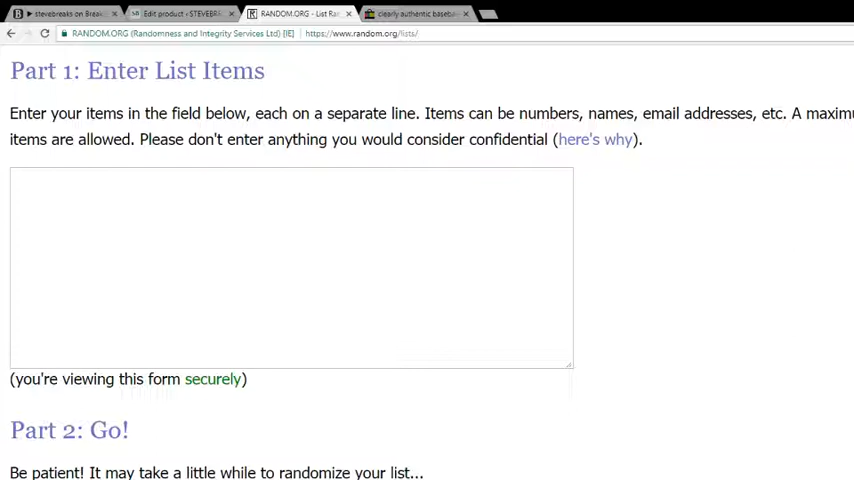 stevebreaks on Break
Edit product · STEVEBR
RANDOM.ORG - List Ra
clearly authentic baseba
RANDOM.ORG (Randomness and Integrity Services Ltd) [IE]
https://www.random.org/lists/
Part 1: Enter List Items
Enter your items in the field below, each on a separate line. Items can be numbers, names, email addresses, etc. A maximu
items are allowed. Please don't enter anything you would consider confidential (here's why).
(you're viewing this form securely)
Part 2: Go!
Be patient! It may take a little while to randomize your list...